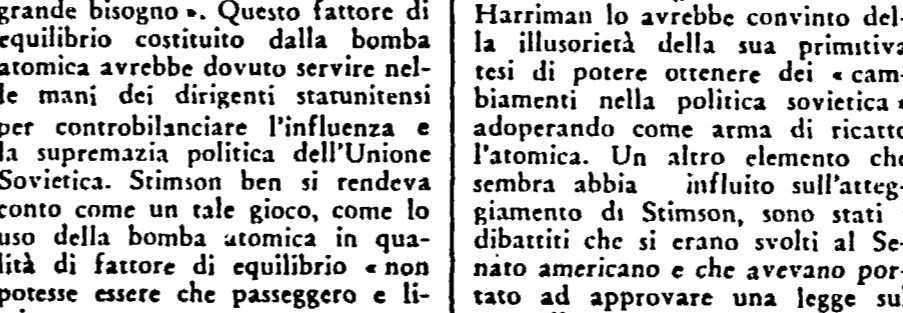 grande bisogno ». Questo fattore di
equilibrio costituito dalla bomba
atomica avrebbe dovuto servire nel-
le mani dei dirigenti statunitensi
per controbilanciare l'influenza e
la supremazia politica dell'Unione
Sovietica. Stimson ben si rendeva
conto come un tale gioco, come lo
uso della bomba atomica in qua-
lità di fattore di equilibrio « non
potesse essere che passeggero e li-
Harriman lo avrebbe convinto del-
la illusorietà della sua primitiva
tesi di potere ottenere dei « cam-
biamenti nella politica sovietica »
adoperando come arma di ricatto
l'atomica. Un altro elemento che
sembra abbia influito sull'atteg-
giamento di Stimson, sono stati
dibattiti che si erano svolti al Se-
nato americano e che avevano por-
tato ad approvare una legge sul